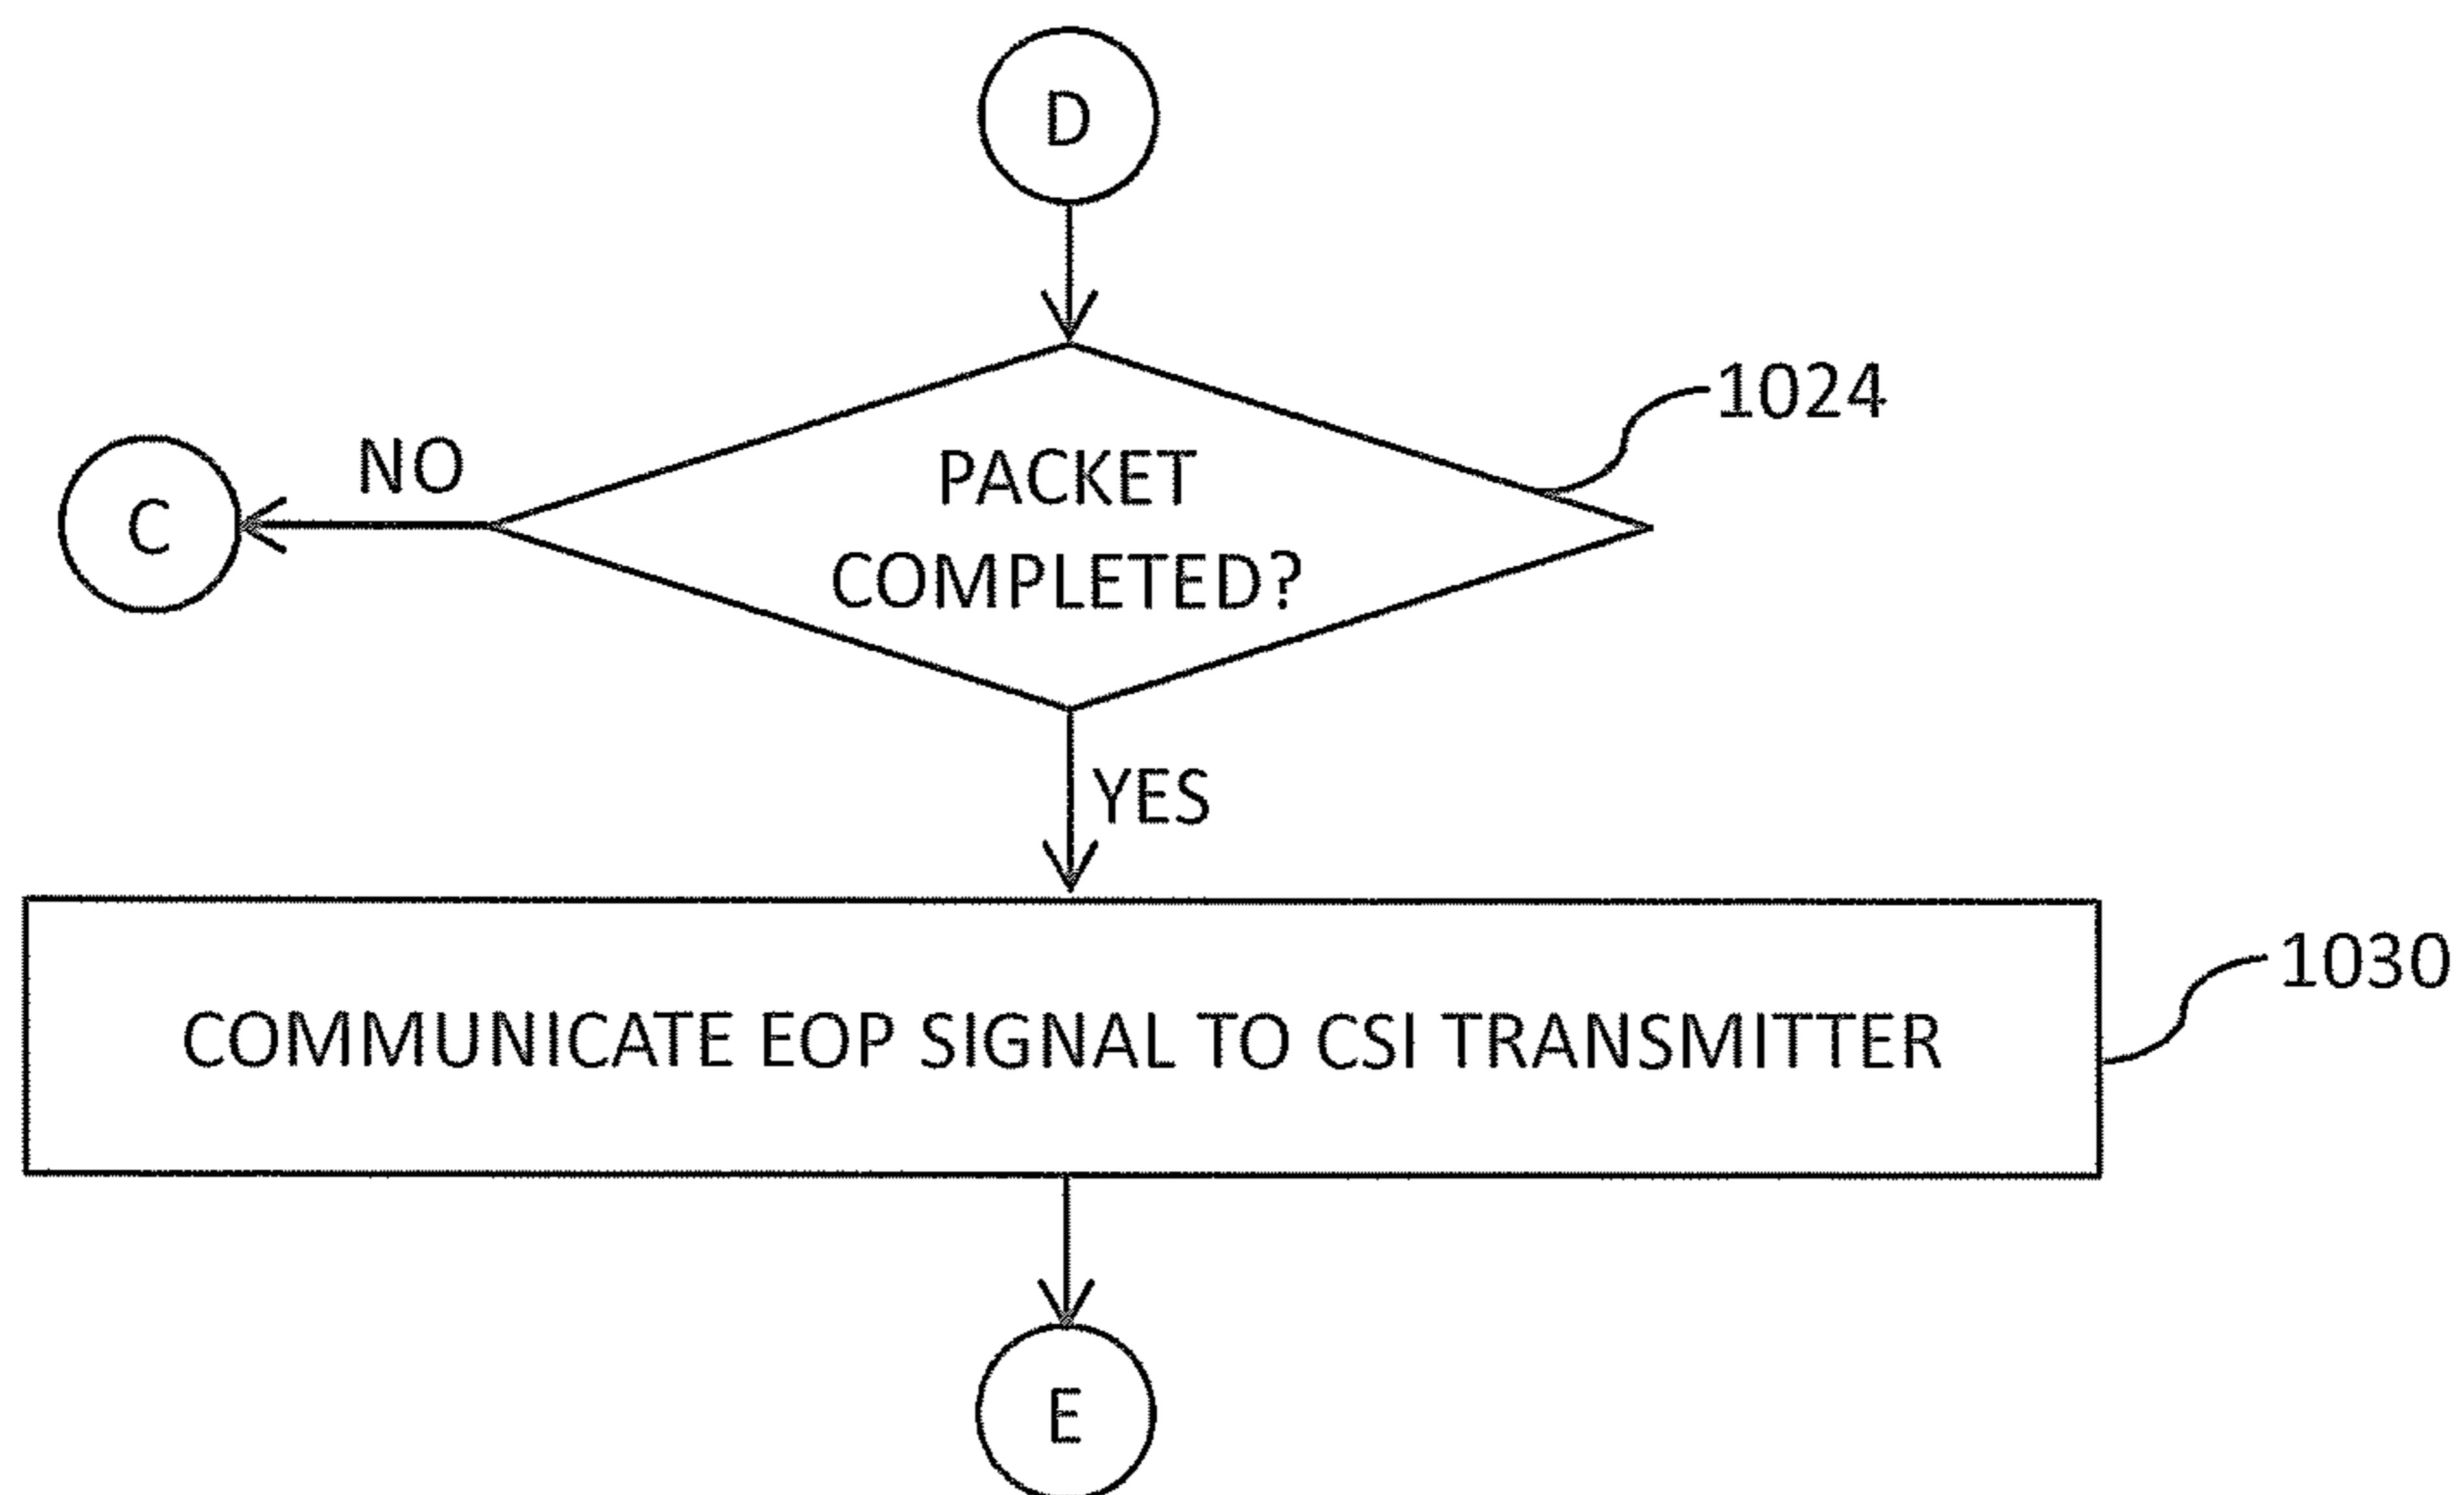 D
1024
PACKET
COMPLETED?
NO
C
YES
COMMUNICATE EOP SIGNAL TO CSI TRANSMITTER
1030
E